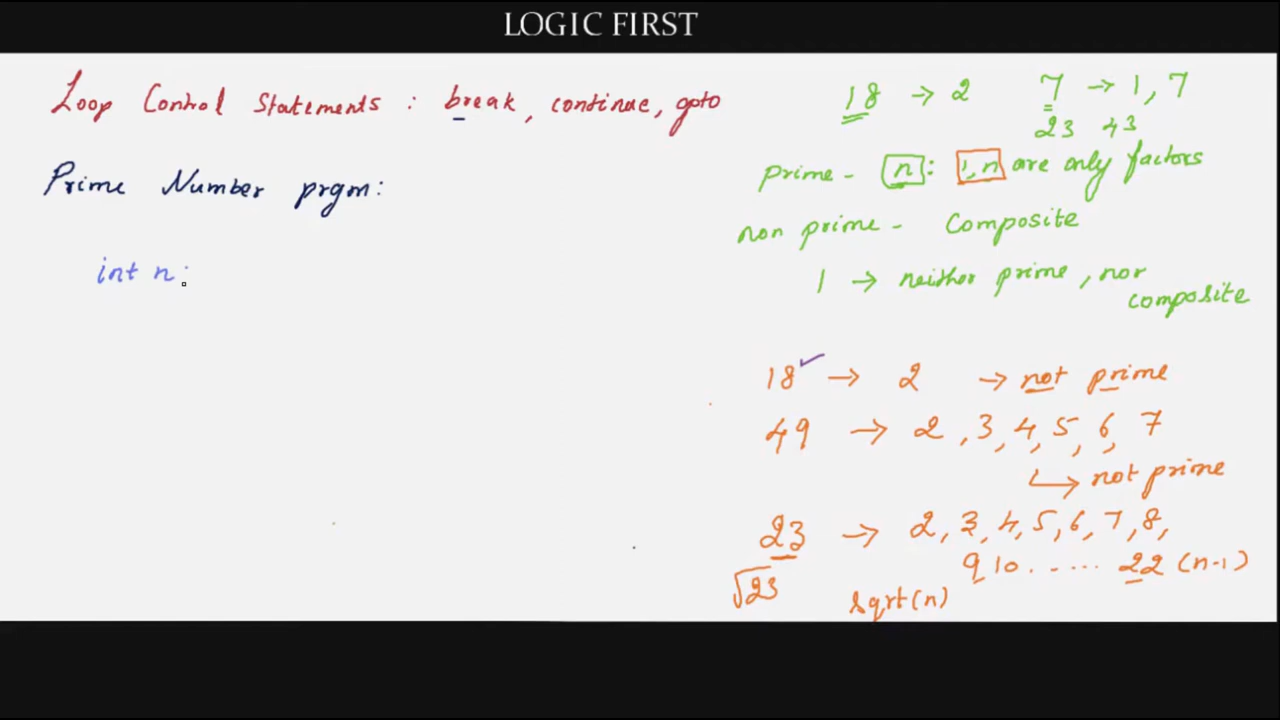 LOGIC FIRST
Loop Control Statements : break, continue, goto
Prime Number prgm:
int n;
18 → 2 7 → 1, 7
23 43
prime - n : 1, n are only factors
non prime - Composite
1 → neither prime, nor
composite
18 ✓ → 2 → not prime
49 → 2, 3, 4, 5, 6, 7
↳ not prime
23 → 2, 3, 4, 5, 6, 7, 8,
9 10 . - . . . . 22 (n-1)
√23 sqrt(n)